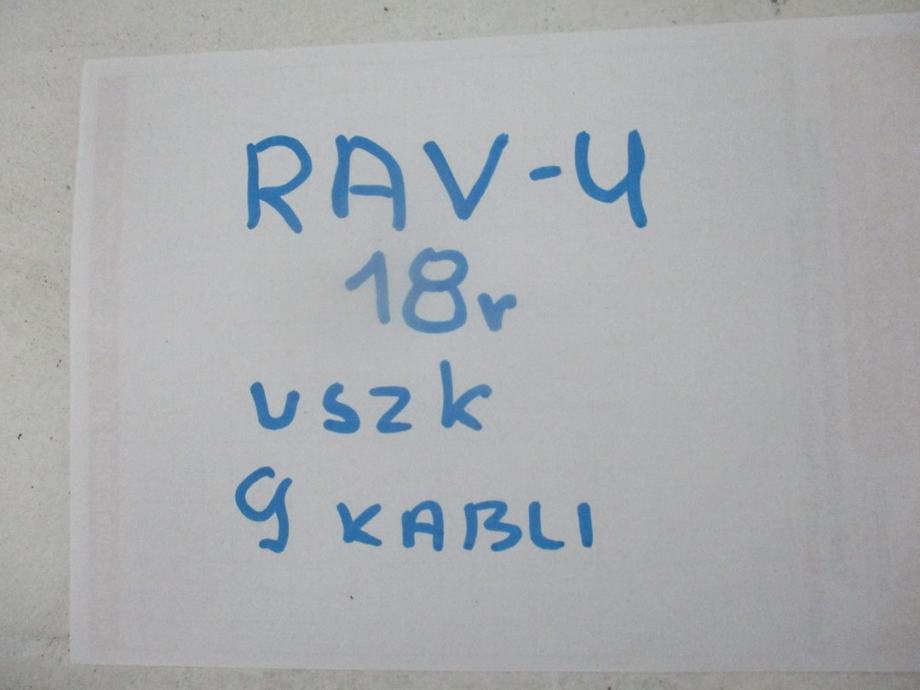 RAV-4
18r
uszk
9 KABLI